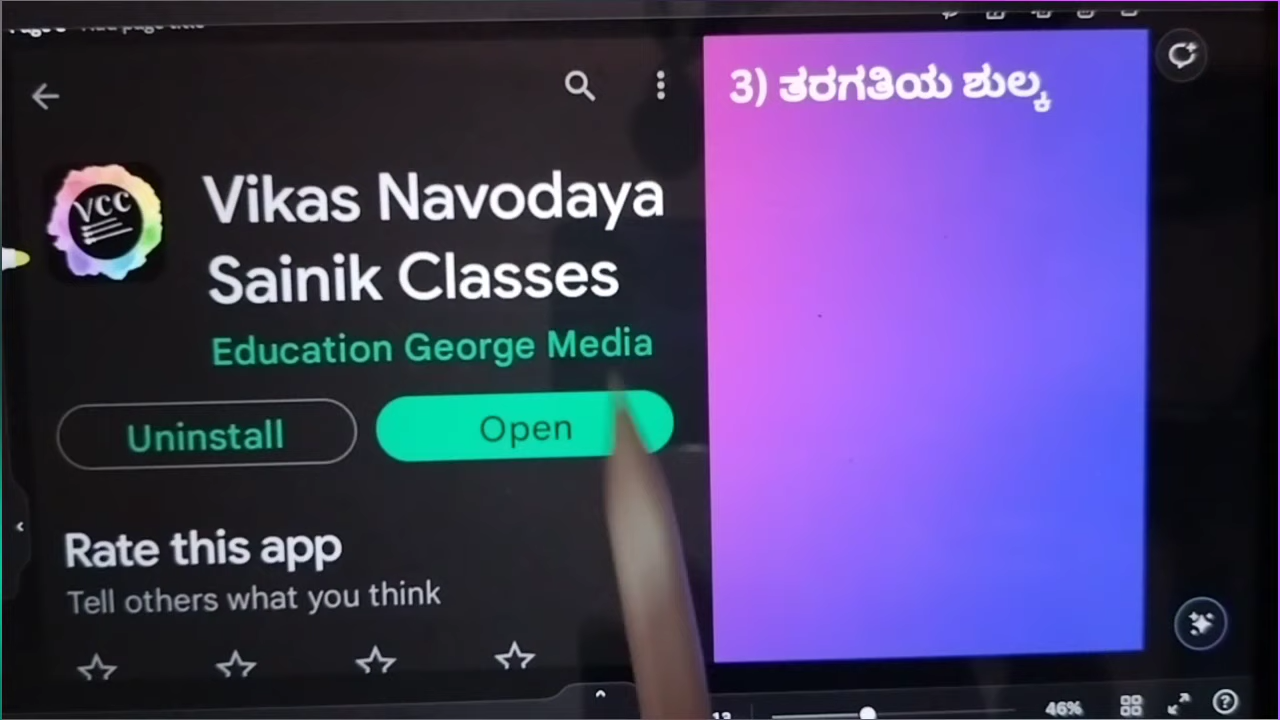 Vikas Navodaya
Sainik Classes
Education George Media
Uninstall
Open
Rate this app
Tell others what you think
VCC
3) ತರಗತಿಯ ಶುಲ್ಕ
46%